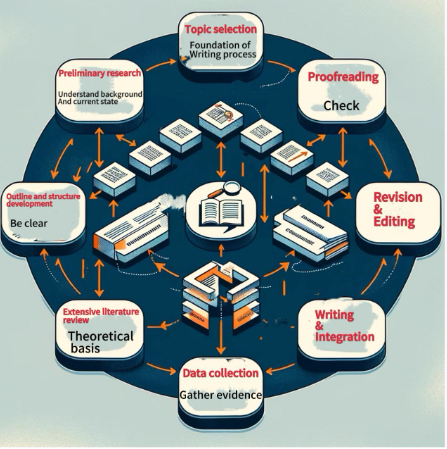 Topic selection
Foundation of
Writing process
Preliminary research
Understand background
And current state
Proofreading
Check
Outline and structure
development
Be clear
Revision
&
Editing
Extensive literature
review
Theoretical
basis
Writing
&
Integration
Data collection
Gather evidence